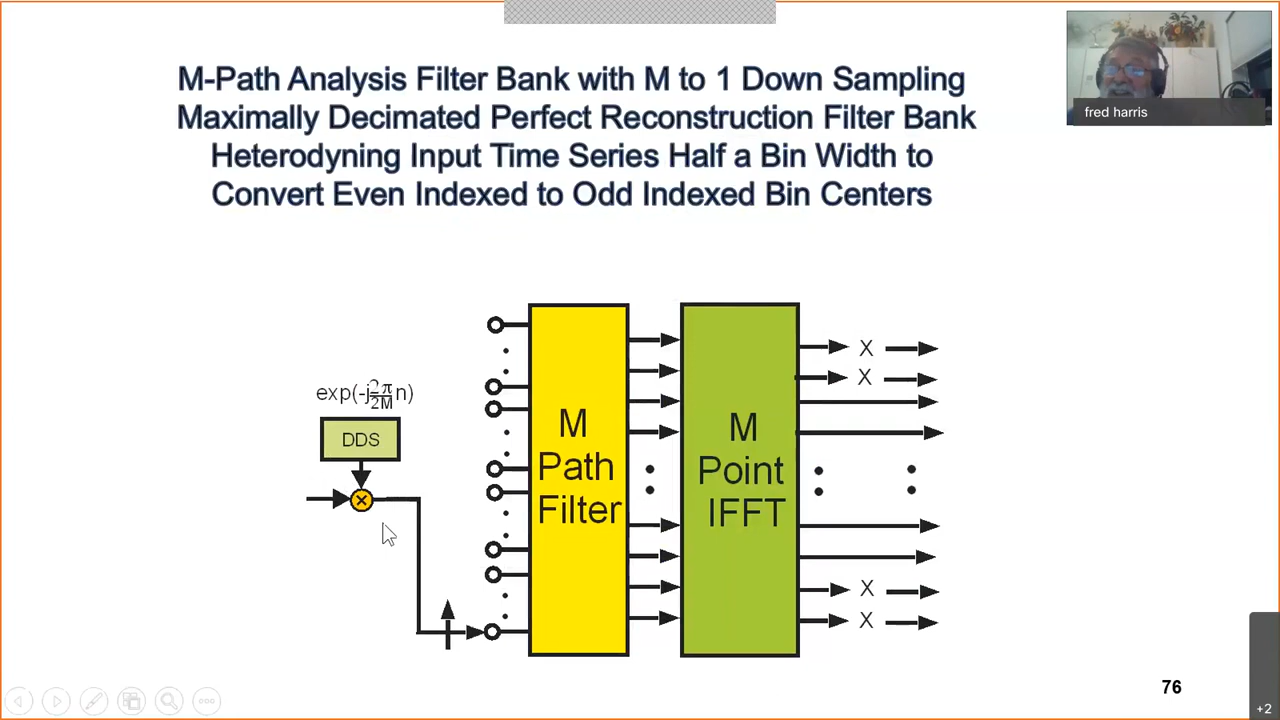 M-Path Analysis Filter Bank with M to 1 Down Sampling
Maximally Decimated Perfect Reconstruction Filter Bank
Heterodyning Input Time Series Half a Bin Width to
Convert Even Indexed to Odd Indexed Bin Centers
fred harris
exp(-j2π/2M n)
DDS
M
Path
Filter
M
Point
IFFT
X
X
X
X
76
+2